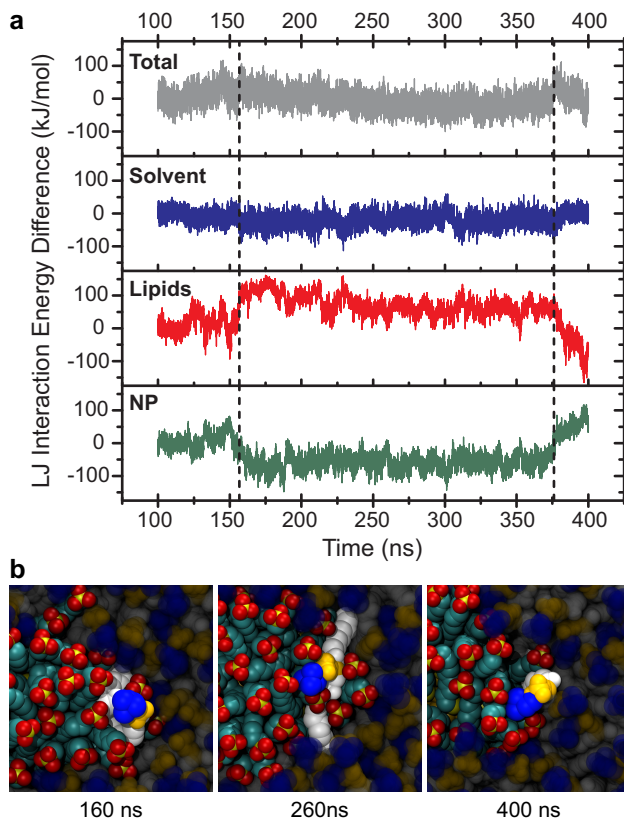 a
100 150 200 250 300 350 400
Total
100
0
-100
Solvent
100
0
-100
Lipids
100
0
-100
NP
100
0
-100
LJ Interaction Energy Difference (kJ/mol)
100 150 200 250 300 350 400
Time (ns)
b
160 ns 260ns 400 ns